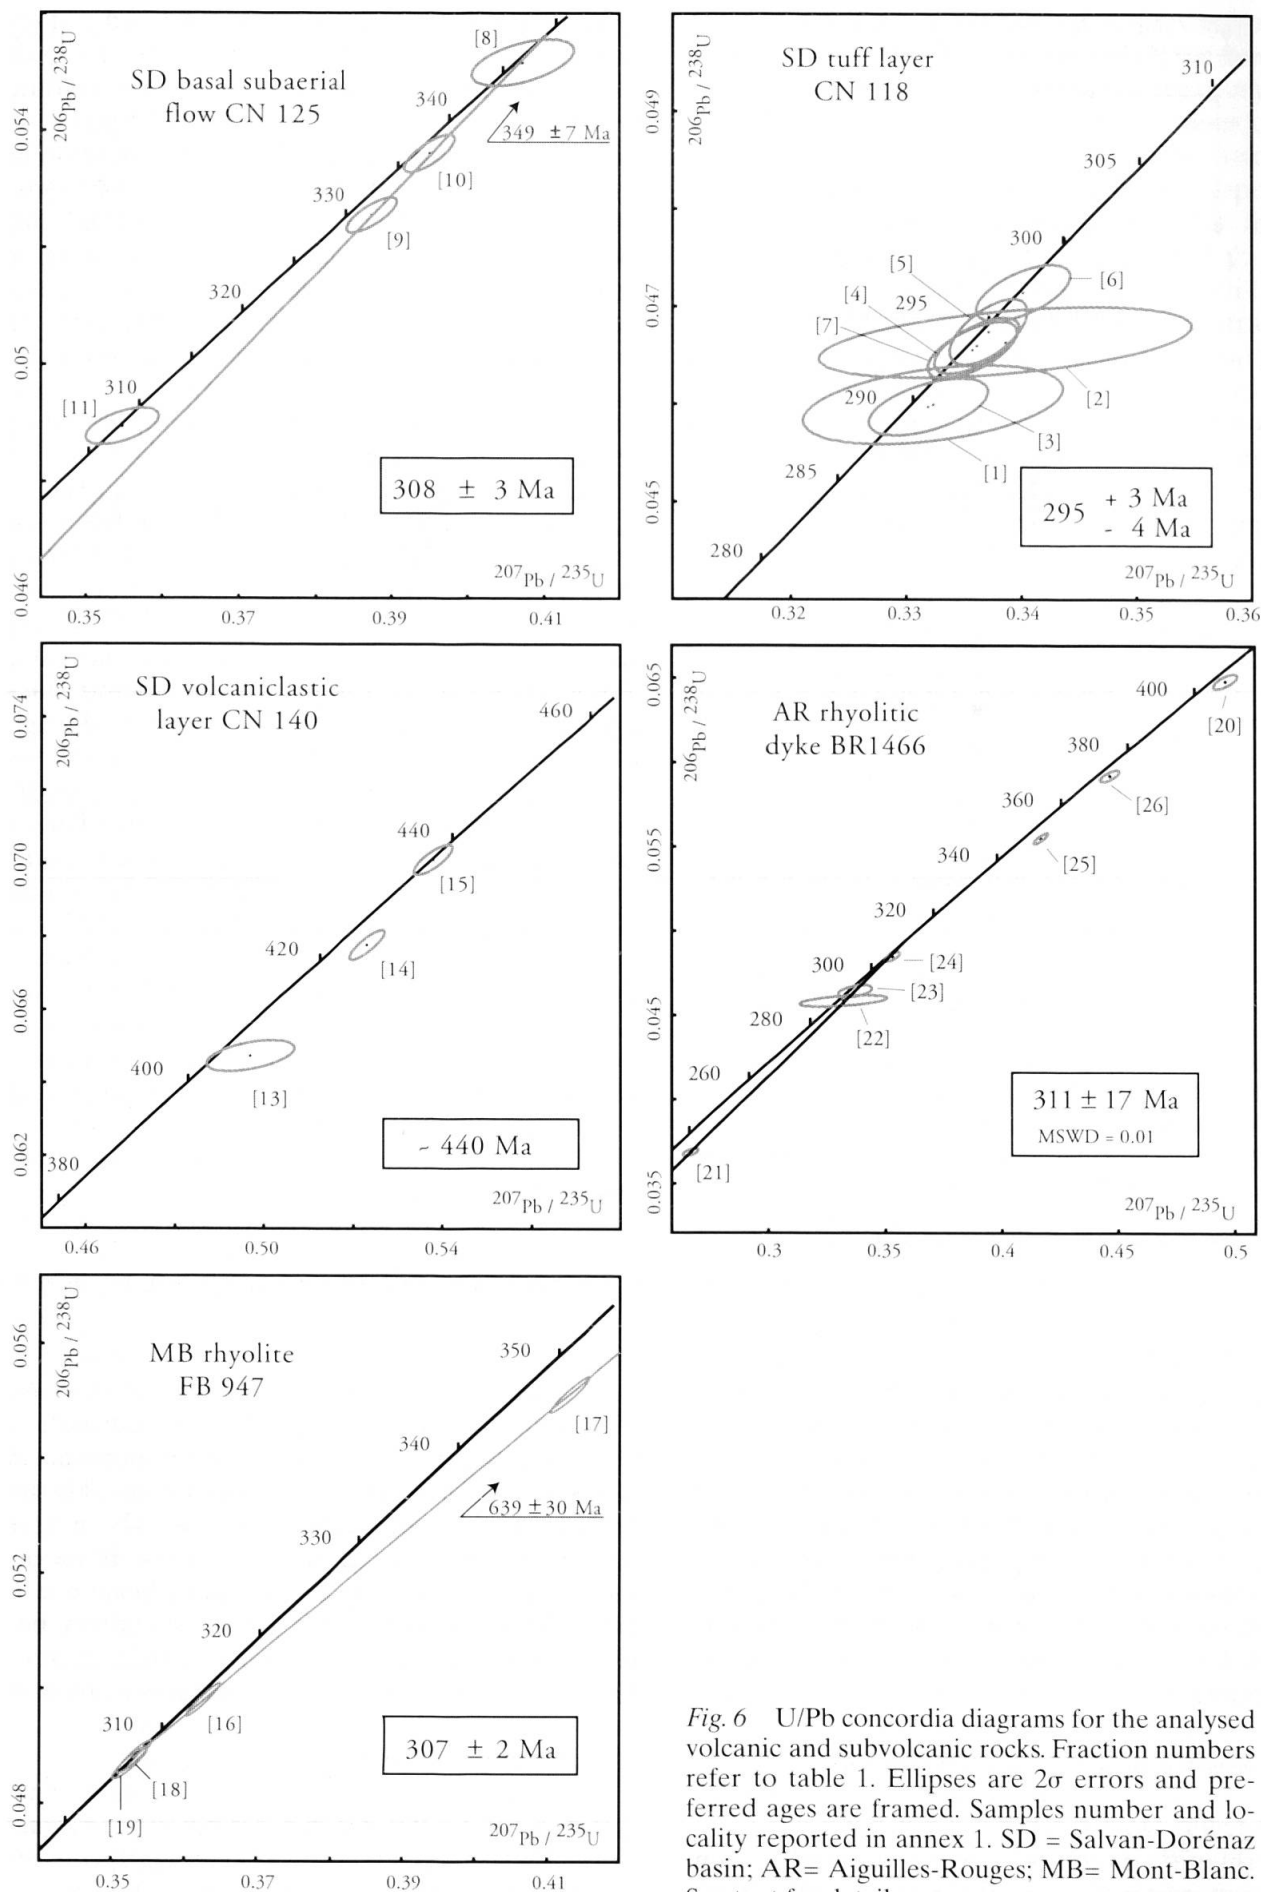 SD basal subaerial
flow CN 125
206Pb / 238U
0.054
0.05
0.046
[8]
340
349 ± 7 Ma
[10]
330
[9]
320
310
[11]
308 ± 3 Ma
207Pb / 235U
0.35 0.37 0.39 0.41
SD tuff layer
CN 118
206Pb / 238U
0.049
0.047
0.045
310
305
300
[5]
[6]
[4]
295
[7]
[2]
290
[3]
[1]
285
280
295 + 3 Ma
- 4 Ma
207Pb / 235U
0.32 0.33 0.34 0.35 0.36
SD volcaniclastic
layer CN 140
206Pb / 238U
0.074
0.070
0.066
0.062
460
440
[15]
420
[14]
400
[13]
380
~ 440 Ma
207Pb / 235U
0.46 0.50 0.54
AR rhyolitic
dyke BR1466
206Pb / 238U
0.065
0.055
0.045
0.035
400
[20]
380
[26]
360
[25]
340
320
[24]
300
[23]
280
[22]
260
[21]
311 ± 17 Ma
MSWD = 0.01
207Pb / 235U
0.3 0.35 0.4 0.45 0.5
MB rhyolite
FB 947
206Pb / 238U
0.056
0.052
0.048
350
[17]
340
639 ± 30 Ma
330
320
310
[16]
[18]
[19]
307 ± 2 Ma
207Pb / 235U
0.35 0.37 0.39 0.41
Fig. 6 U/Pb concordia diagrams for the analysed
volcanic and subvolcanic rocks. Fraction numbers
refer to table 1. Ellipses are 2σ errors and pre-
ferred ages are framed. Samples number and lo-
cality reported in annex 1. SD = Salvan-Dorénaz
basin; AR= Aiguilles-Rouges; MB= Mont-Blanc.